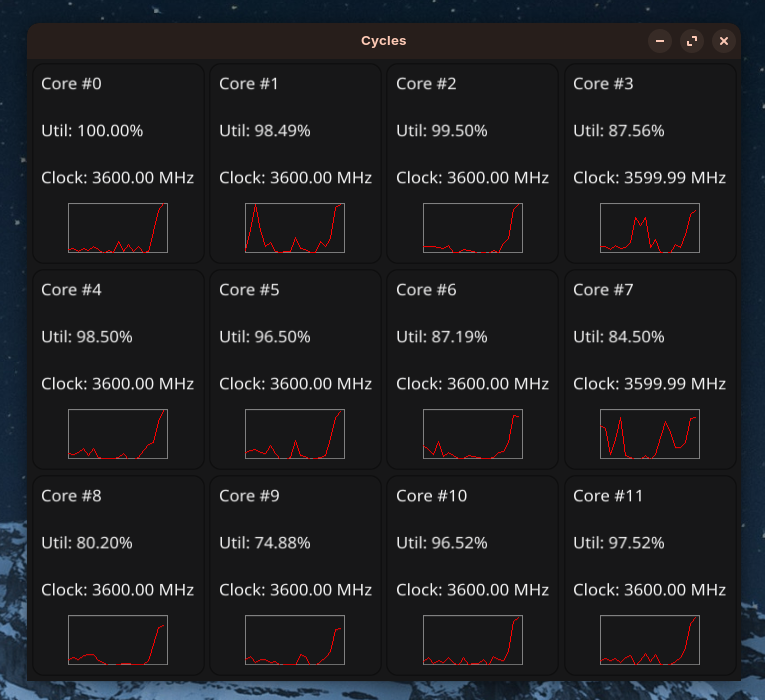 Cycles
Core #0
Util: 100.00%
Clock: 3600.00 MHz
Core #1
Util: 98.49%
Clock: 3600.00 MHz
Core #2
Util: 99.50%
Clock: 3600.00 MHz
Core #3
Util: 87.56%
Clock: 3599.99 MHz
Core #4
Util: 98.50%
Clock: 3600.00 MHz
Core #5
Util: 96.50%
Clock: 3600.00 MHz
Core #6
Util: 87.19%
Clock: 3600.00 MHz
Core #7
Util: 84.50%
Clock: 3599.99 MHz
Core #8
Util: 80.20%
Clock: 3600.00 MHz
Core #9
Util: 74.88%
Clock: 3600.00 MHz
Core #10
Util: 96.52%
Clock: 3600.00 MHz
Core #11
Util: 97.52%
Clock: 3600.00 MHz